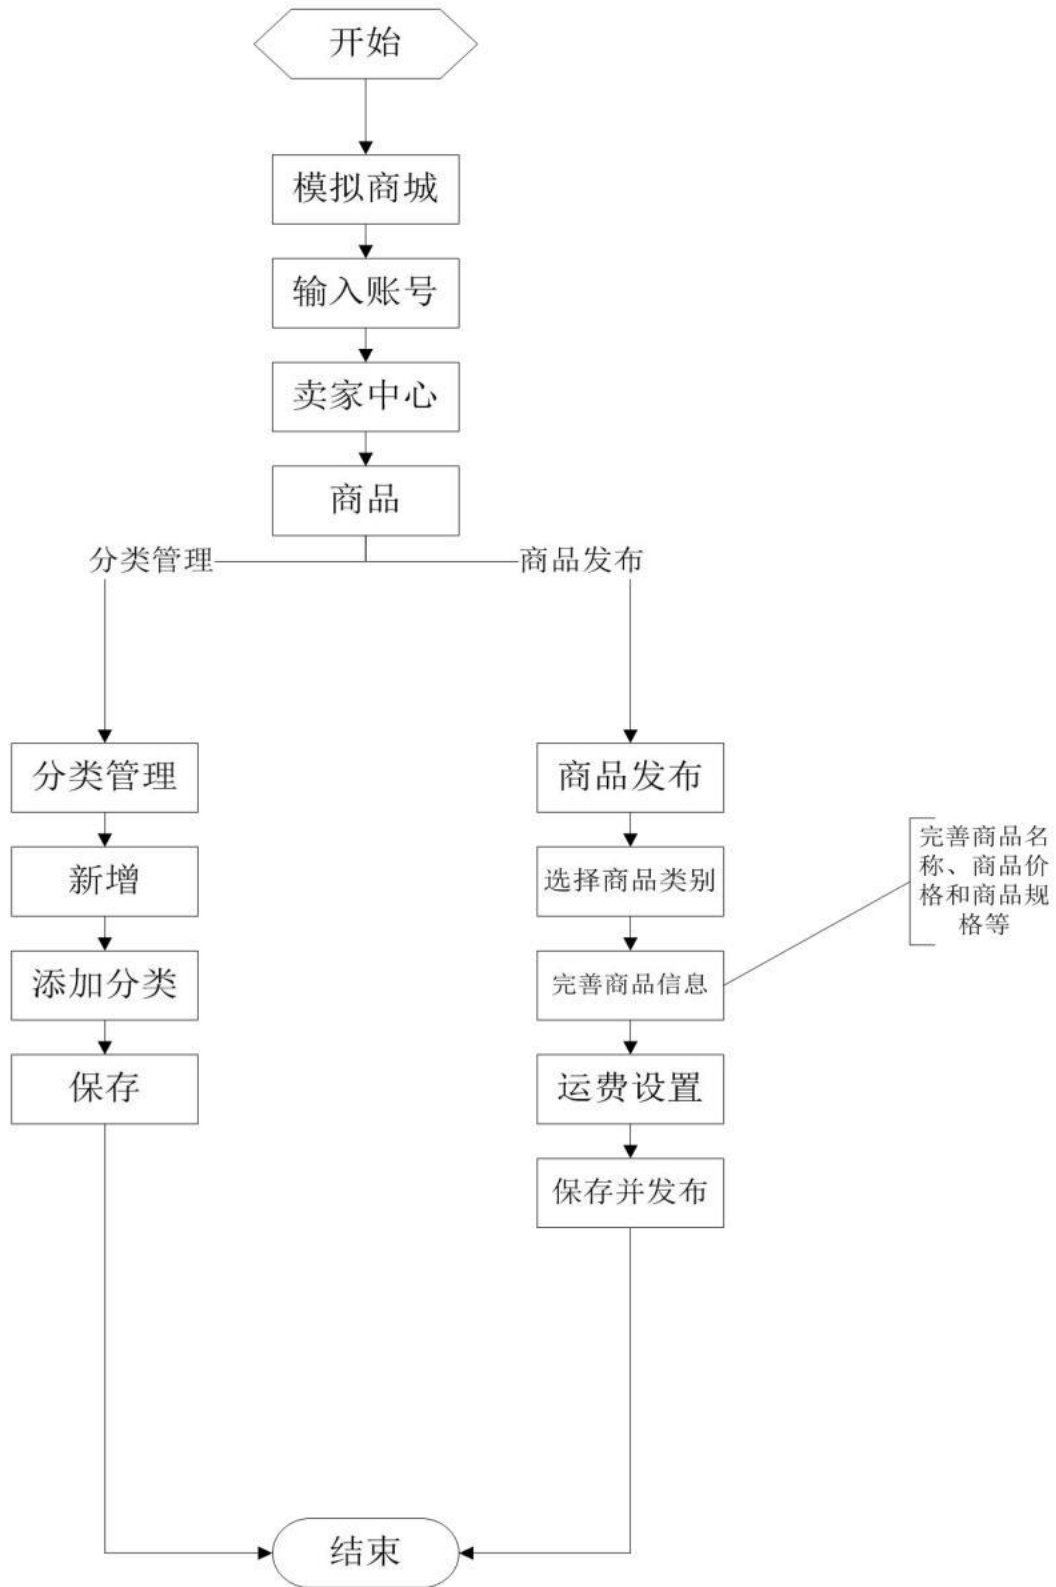 开始
模拟商城
输入账号
卖家中心
商品
分类管理
商品发布
分类管理
新增
添加分类
保存
商品发布
选择商品类别
完善商品信息
运费设置
保存并发布
完善商品名
称、商品价
格和商品规
格等
结束